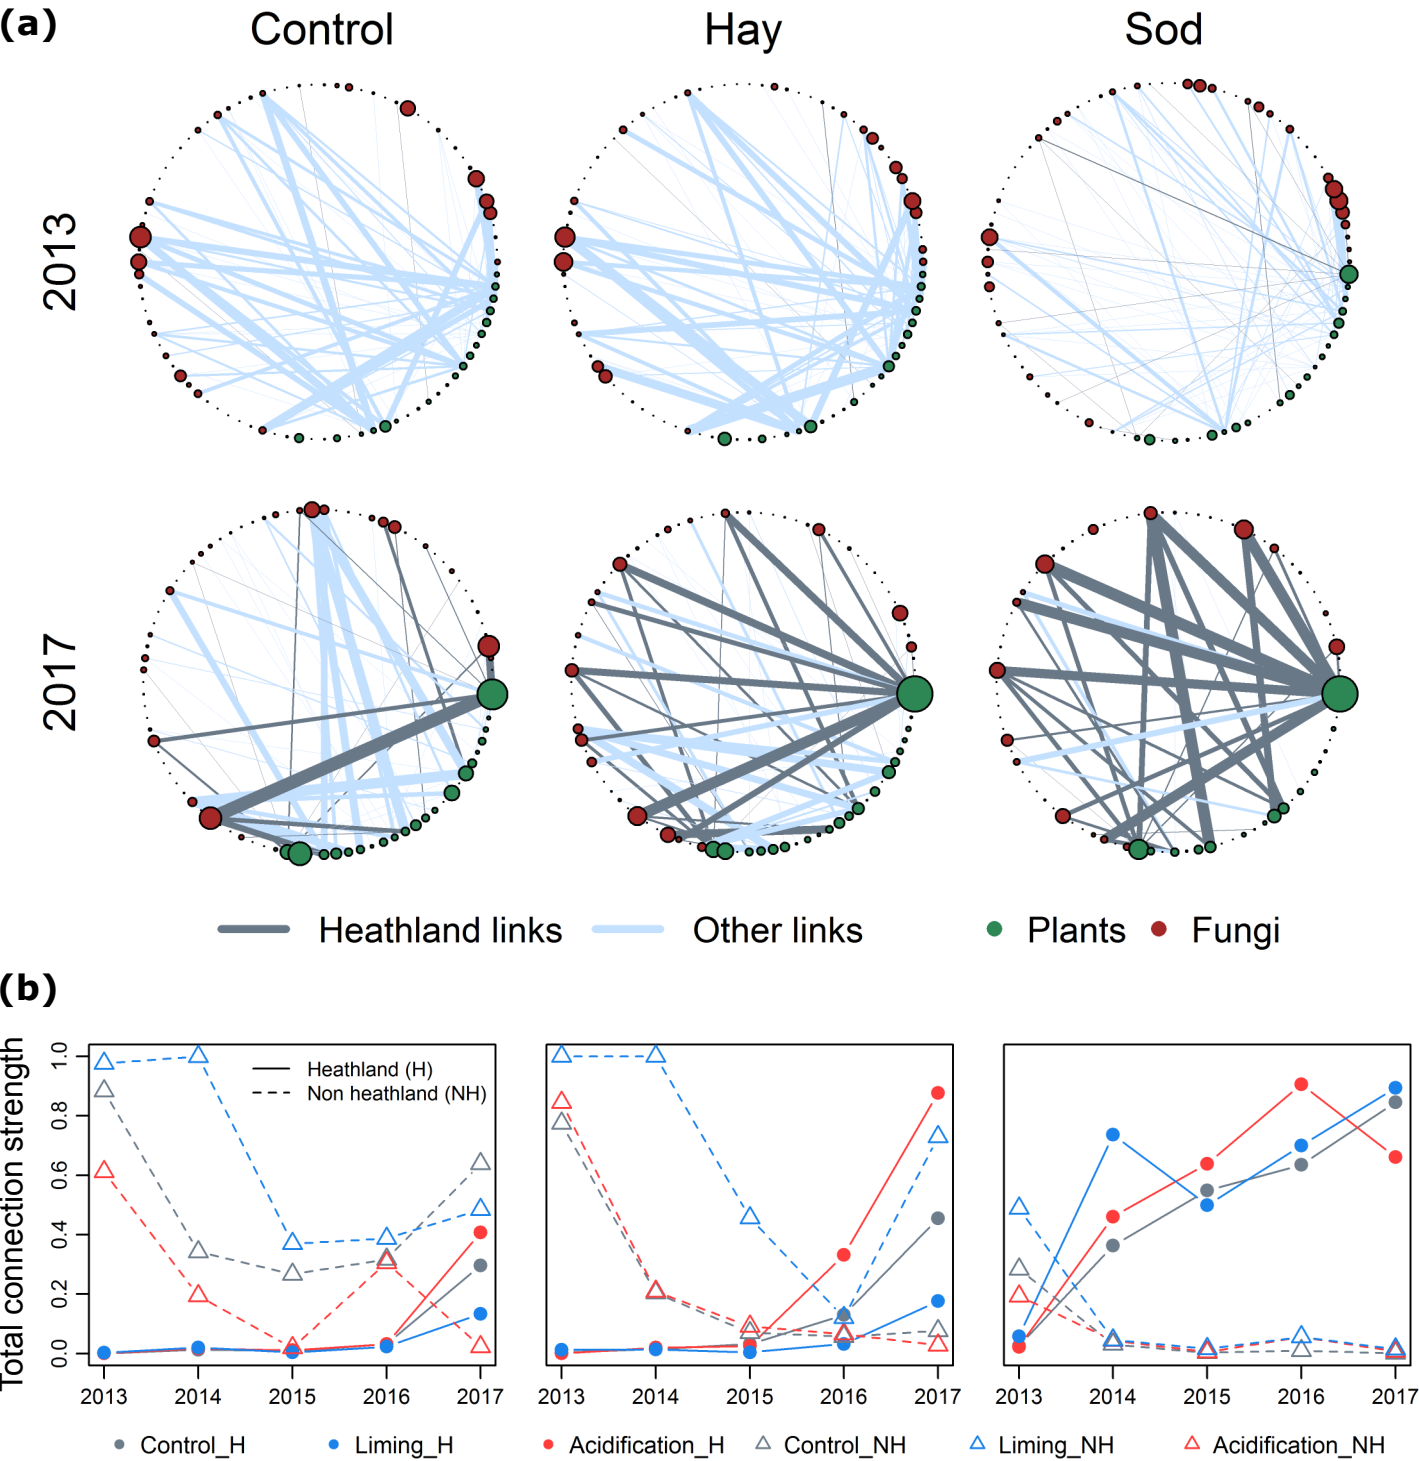 (a)
Control Hay Sod
2013
2017
Heathland links Other links Plants Fungi
(b)
Total connection strength
1.0
0.8
0.6
0.4
0.2
0.0
Heathland (H)
Non heathland (NH)
2013 2014 2015 2016 2017 2013 2014 2015 2016 2017 2013 2014 2015 2016 2017
Control_H Liming_H Acidification_H Control_NH Liming_NH Acidification_NH